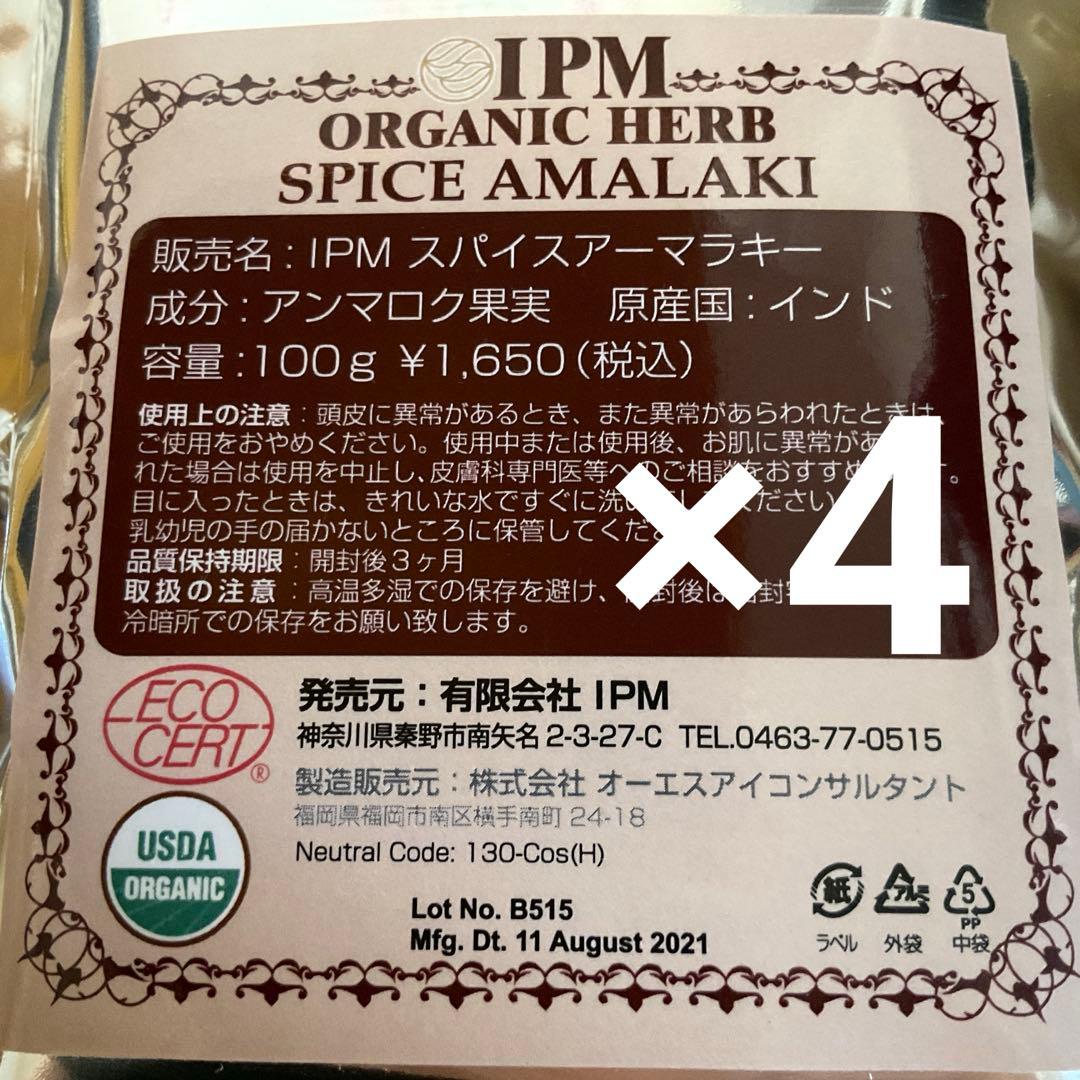 IPM
ORGANIC HERB
SPICE AMALAKI
販売名：IPM スパイスアーマラキー
成分：アンマロク果実 原産国：インド
容量：100g ¥1,650（税込）
使用上の注意：頭皮に異常があるとき、また異常があらわれたときは、
ご使用をおやめください。使用中または使用後、お肌に異常があ
れた場合は使用を中止し、皮膚科専門医等へのご相談をおすすめ す。
目に入ったときは、きれいな水ですぐに洗い ください
乳幼児の手の届かないところに保管してくだ
品質保持期限：開封後３ヶ月
取扱の注意：高温多湿での保存を避け、 封後は 封
冷暗所での保存をお願い致します。
×4
ECO
CERT®
発売元：有限会社 IPM
神奈川県秦野市南矢名2-3-27-C TEL.0463-77-0515
製造販売元：株式会社 オーエスアイコンサルタント
福岡県福岡市南区横手南町 24-18
Neutral Code: 130-Cos(H)
USDA
ORGANIC
Lot No. B515
Mfg. Dt. 11 August 2021
紙 アルミ 5
PP
ラベル 外袋 中袋